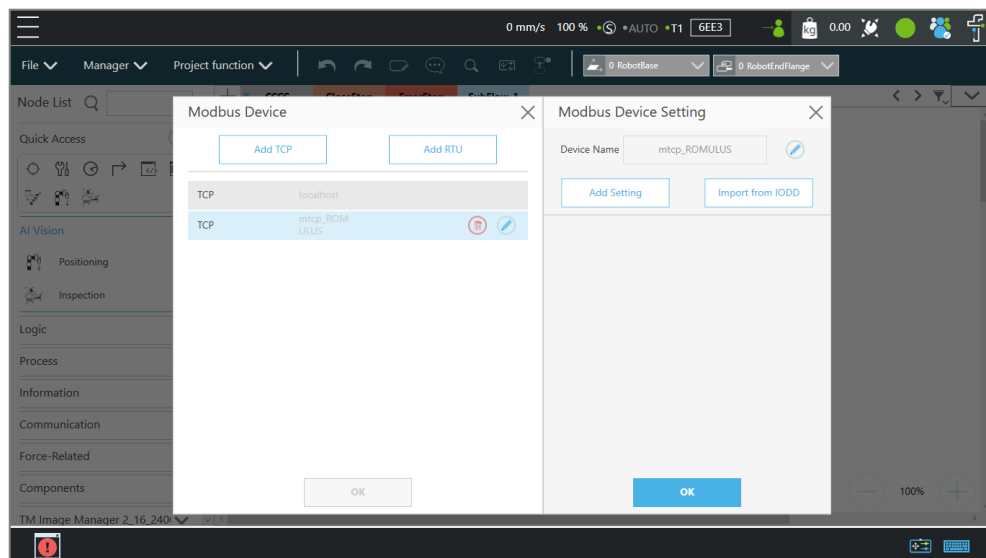 0 mm/s 100 % S AUTO T1 6EE3 kg 0.00
File Manager Project function 0 RobotBase 0 RobotEndFlange
Node List
Modbus Device
Modbus Device Setting
Quick Access
Add TCP Add RTU
Device Name mtcp_ROMULUS
TCP localhost
Add Setting Import from IODD
TCP mtcp_ROM
ULUS
AI Vision
Positioning
Inspection
Logic
Process
Information
Communication
Force-Related
Components
OK OK 100%
TM Image Manager 2_16_240